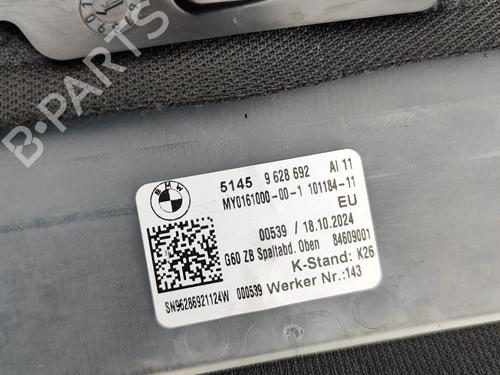 B-PARTS
BMW
5145 9 628 692 AI 11
MY0161000-00-1 101184-11
EU
00539 / 18.10.2024
G60 ZB Spaltabd. Oben 84609001
K-Stand: K26
SN96286921124W 000539 Werker Nr.:143